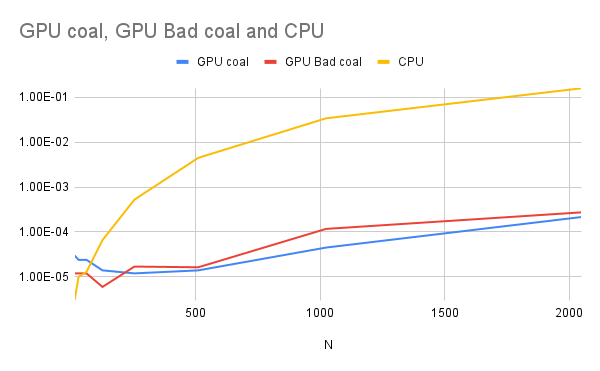 GPU coal, GPU Bad coal and CPU
GPU coal GPU Bad coal CPU
1.00E-01
1.00E-02
1.00E-03
1.00E-04
1.00E-05
500 1000 1500 2000
N